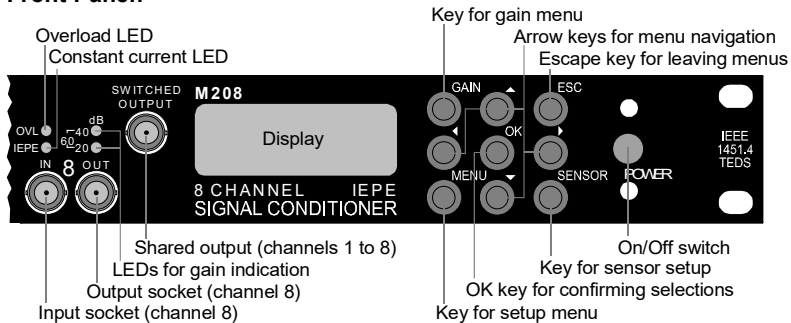 Key for gain menu
Overload LED
Arrow keys for menu navigation
Constant current LED
Escape key for leaving menus
SWITCHED
OUTPUT
M208
GAIN
ESC
dB
OVL
40
60
IEPE
20
Display
OK
IEEE
1451.4
TEDS
IN
8
OUT
MENU
SENSOR
POWER
8 CHANNEL IEPE
SIGNAL CONDITIONER
Shared output (channels 1 to 8)
On/Off switch
LEDs for gain indication
Key for sensor setup
Output socket (channel 8)
OK key for confirming selections
Input socket (channel 8)
Key for setup menu